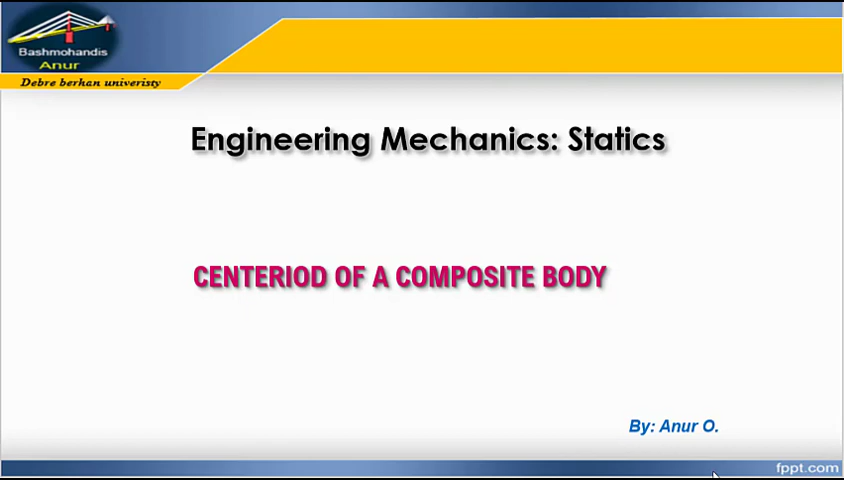 Bashmohandis
Anur
Debre berhan univeristy
Engineering Mechanics: Statics
CENTERIOD OF A COMPOSITE BODY
By: Anur O.
fppt.com